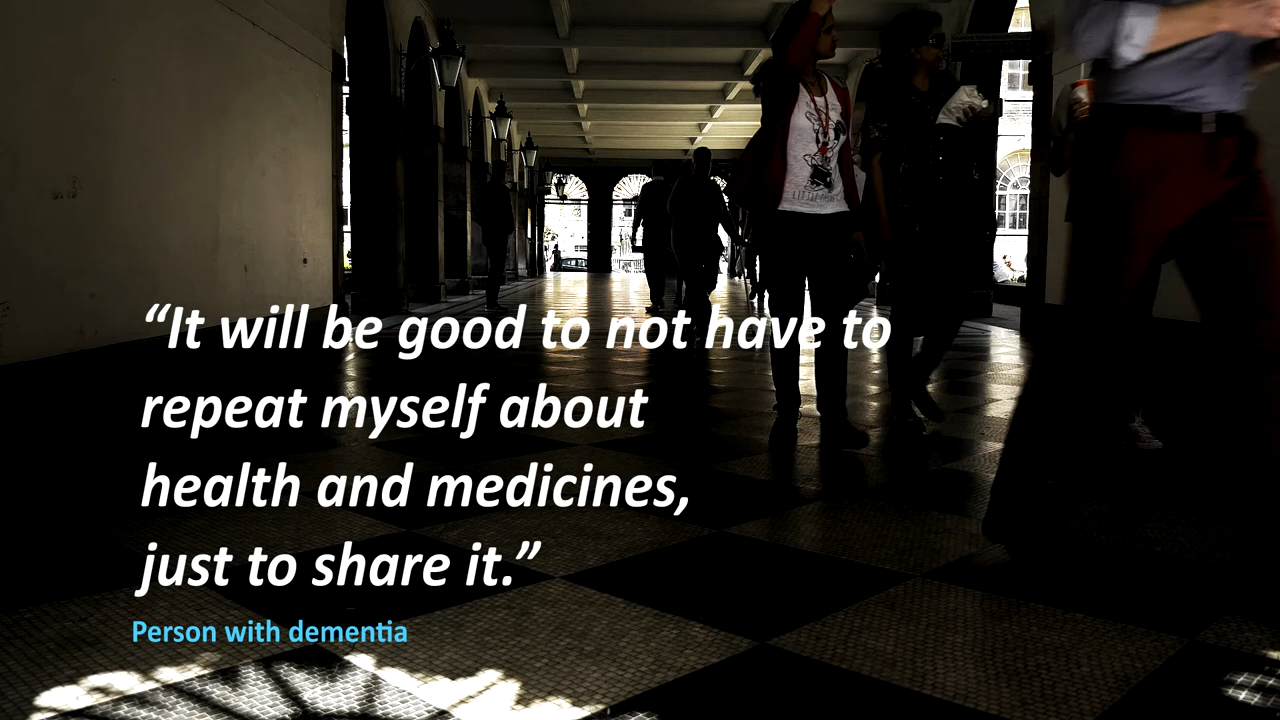 “It will be good to not have to
repeat myself about
health and medicines,
just to share it.”
Person with dementia